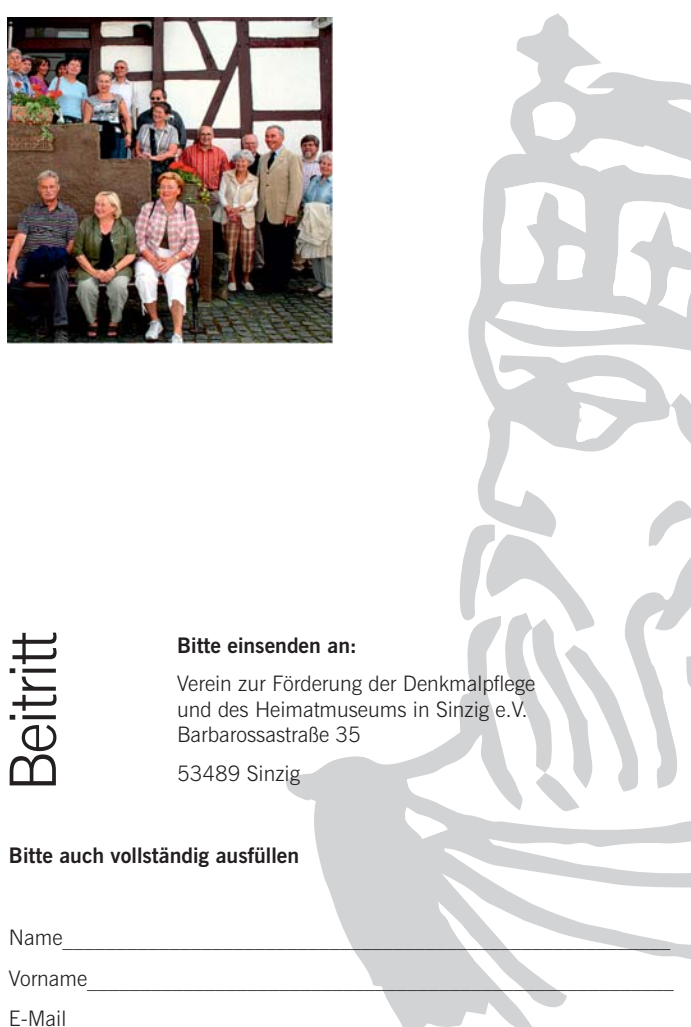 Beitritt
Bitte einsenden an:
Verein zur Förderung der Denkmalpflege
und des Heimatmuseums in Sinzig e.V.
Barbarossastraße 35
53489 Sinzig
Bitte auch vollständig ausfüllen
Name
Vorname
E-Mail